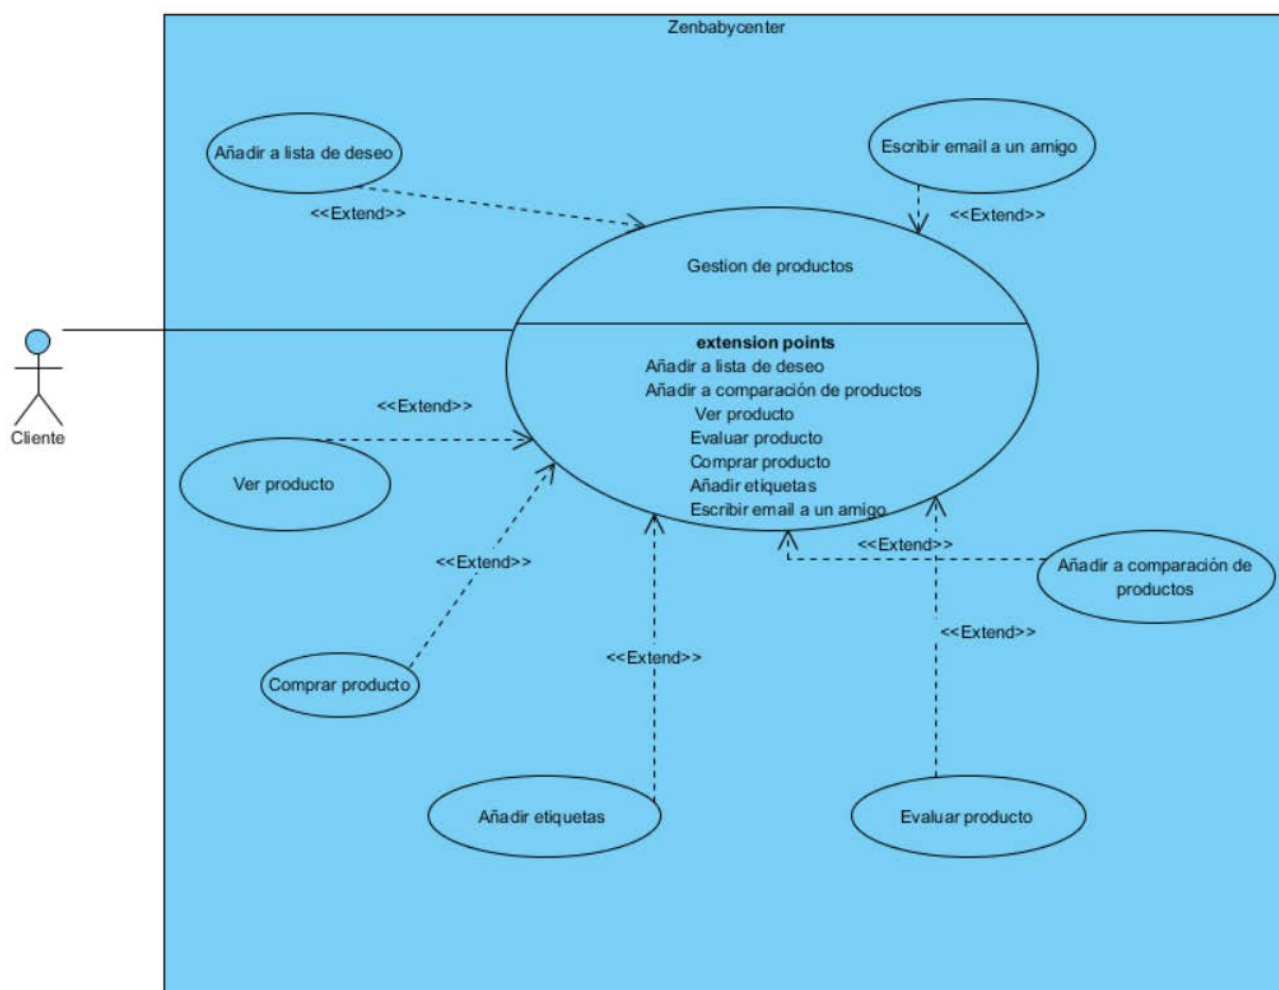 Zenbabycenter
Añadir a lista de deseo
Escribir email a un amigo
<<Extend>>
<<Extend>>
Gestion de productos
extension points
Añadir a lista de deseo
Añadir a comparación de productos
Ver producto
Evaluar producto
Comprar producto
Añadir etiquetas
Escribir email a un amigo
Cliente
<<Extend>>
Ver producto
<<Extend>>
<<Extend>>
Añadir a comparación de
productos
<<Extend>>
<<Extend>>
Comprar producto
Añadir etiquetas
Evaluar producto